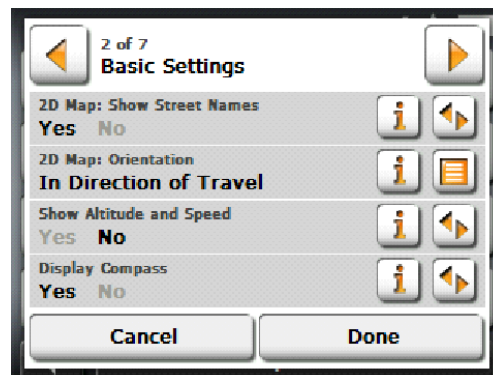 2 of 7
Basic Settings
2D Map: Show Street Names
Yes No
2D Map: Orientation
In Direction of Travel
Show Altitude and Speed
Yes No
Display Compass
Yes No
Cancel Done